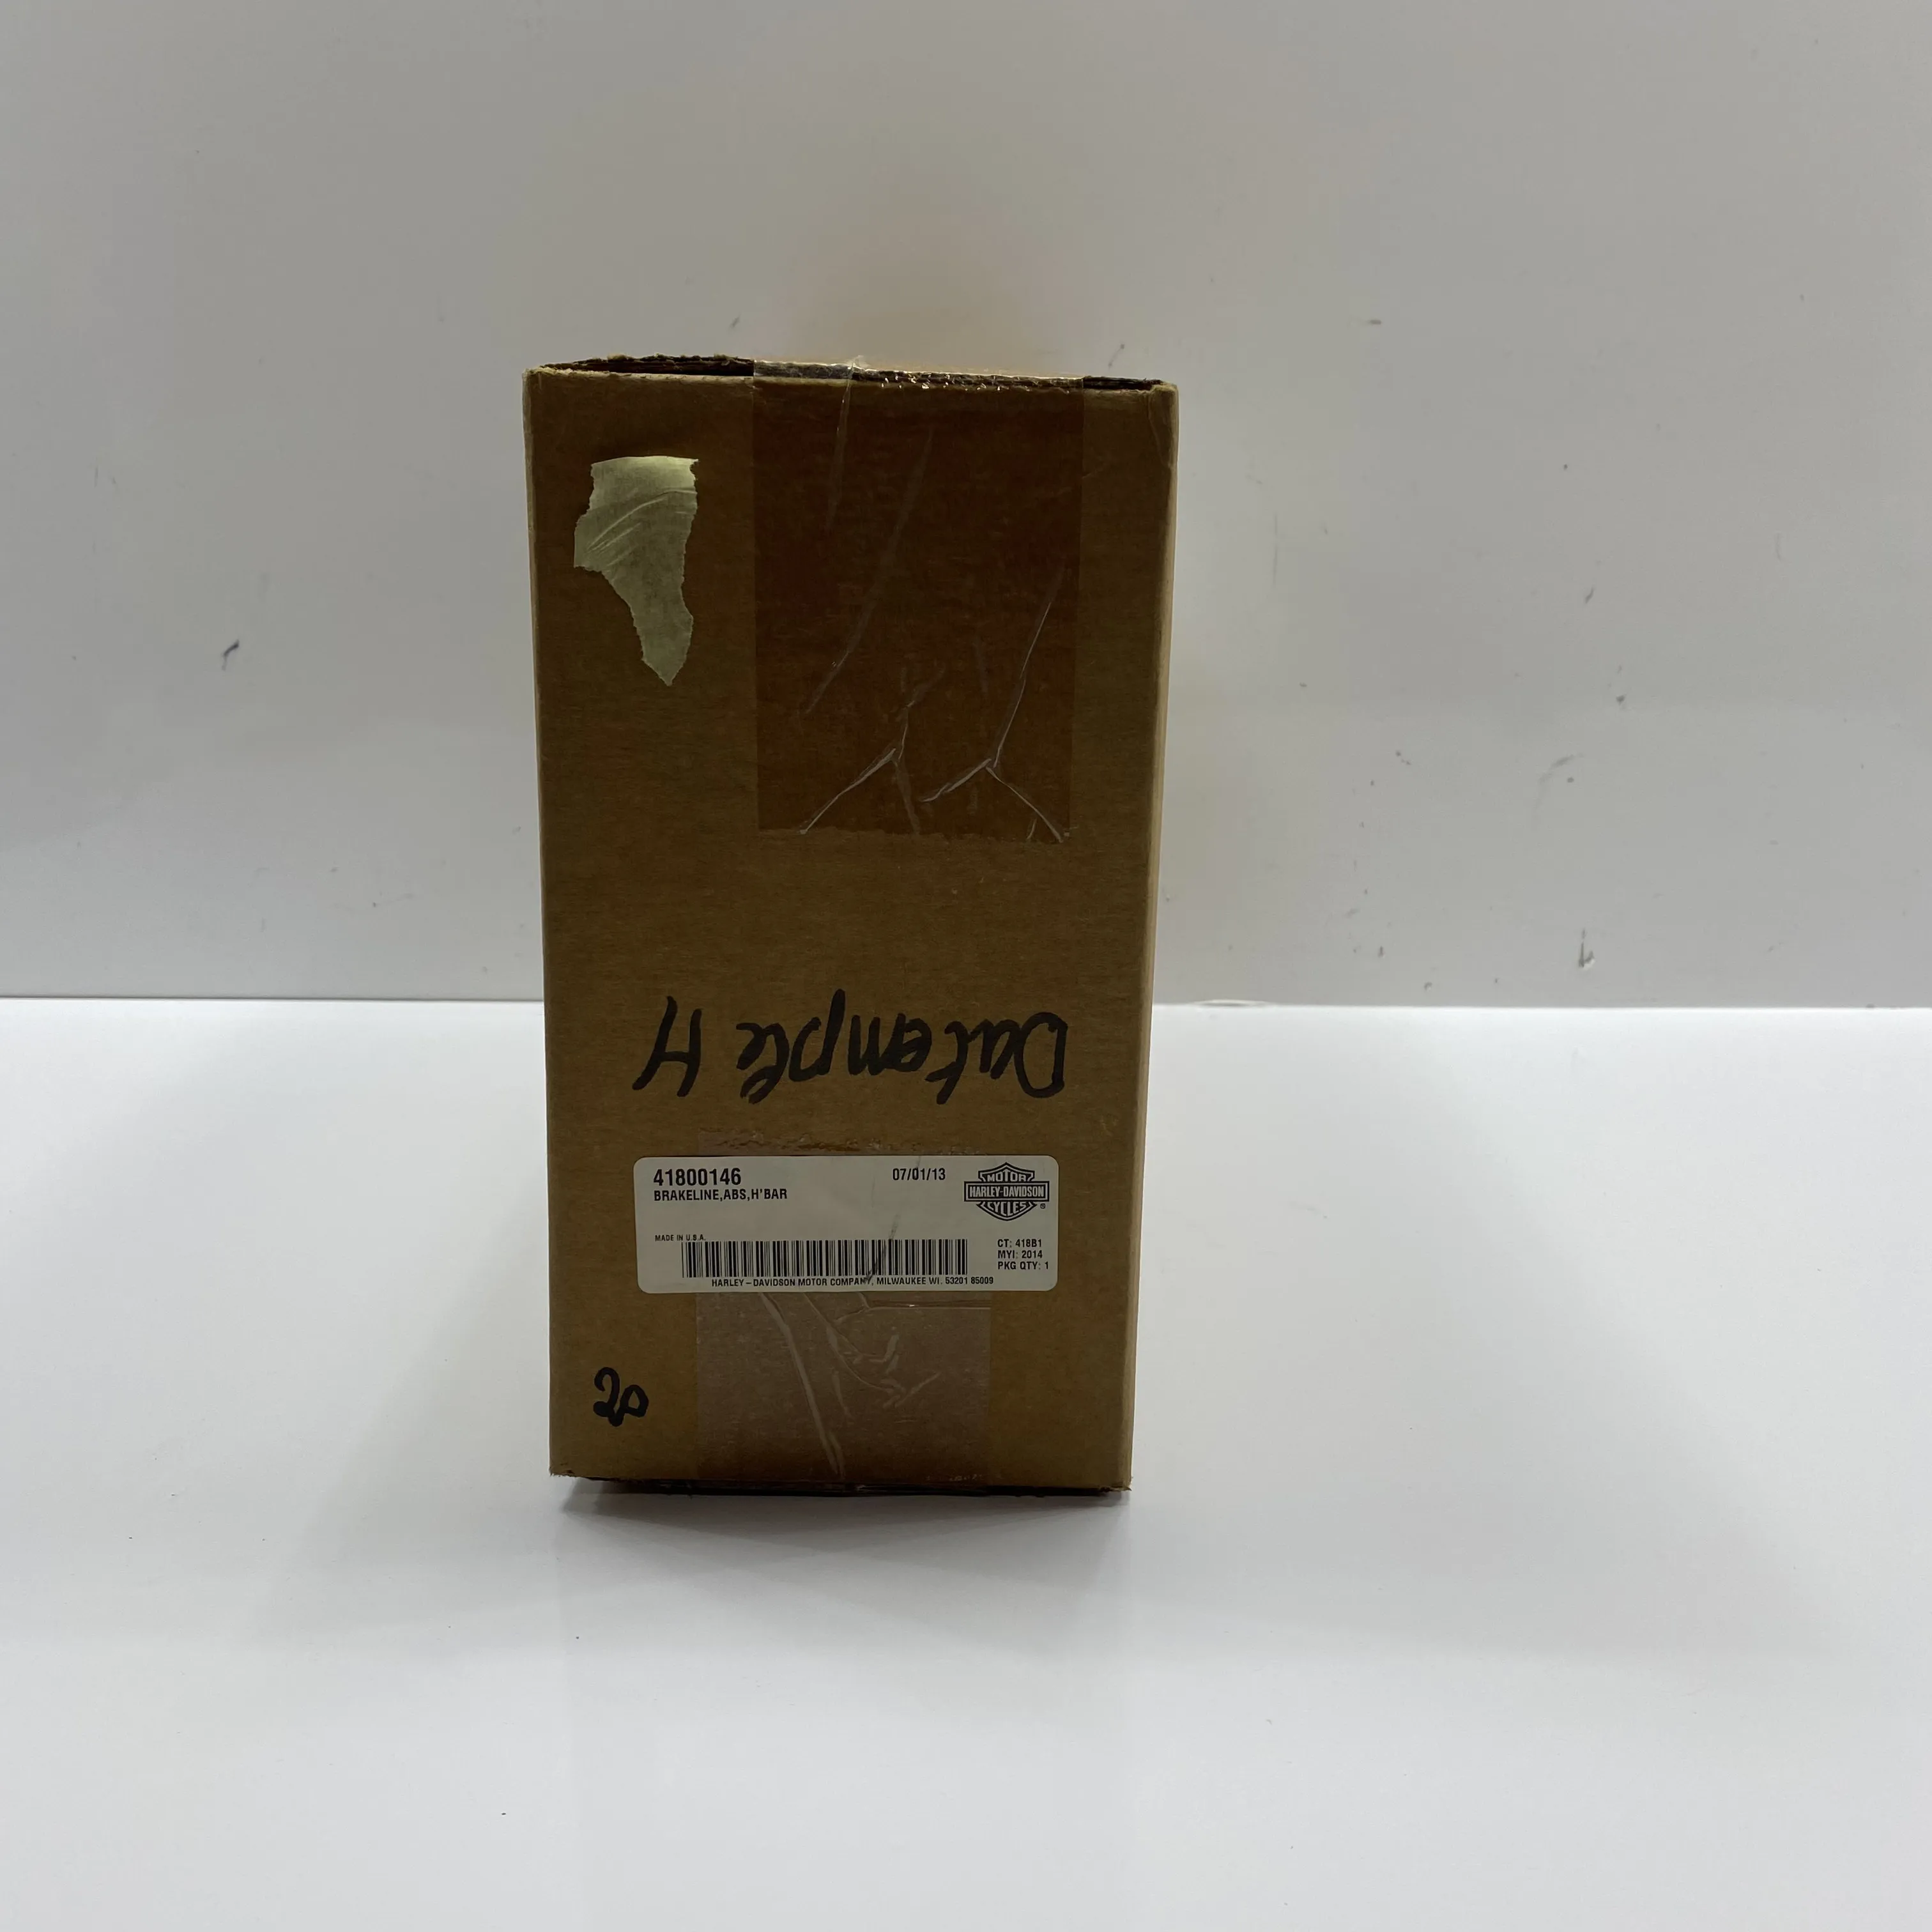 Datemple H
41800146
07/01/13
BRAKELINE,ABS,H'BAR
MOTOR
HARLEY-DAVIDSON
CYCLES
®
MADE IN U.S.A.
CT: 418B1
MYI: 2014
PKG QTY: 1
HARLEY-DAVIDSON MOTOR COMPANY, MILWAUKEE WI. 53201 85009